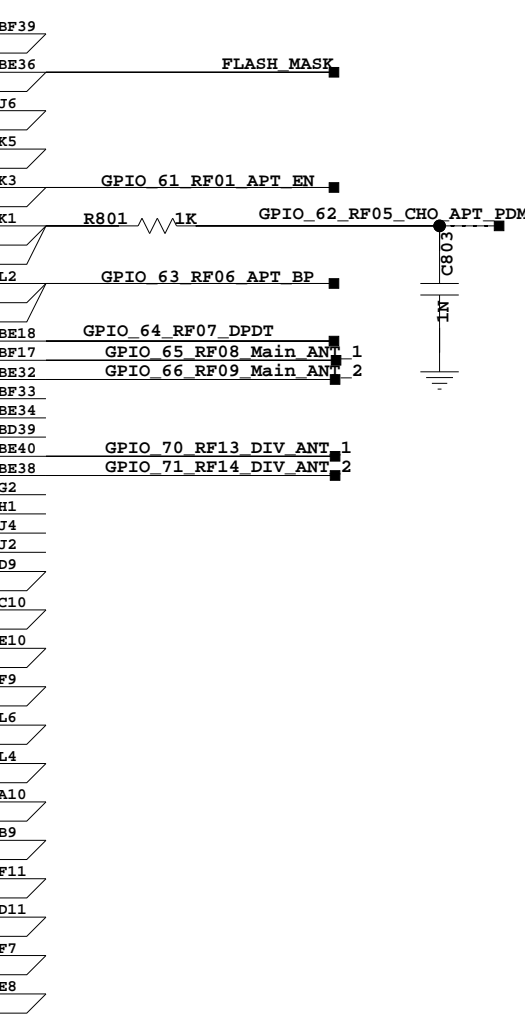 BF39
BE36 FLASH_MASK
J6
K5
K3 GPIO_61_RF01_APT_EN
K1 R801 1K GPIO_62_RF05_CH0_APT_PDM
C803
1N
L2 GPIO_63_RF06_APT_BP
BE18 GPIO_64_RF07_DPDT
BF17 GPIO_65_RF08_Main_ANT_1
BE32 GPIO_66_RF09_Main_ANT_2
BF33
BE34
BD39
BE40 GPIO_70_RF13_DIV_ANT_1
BE38 GPIO_71_RF14_DIV_ANT_2
G2
H1
J4
J2
D9
C10
E10
F9
L6
L4
A10
B9
F11
D11
F7
E8